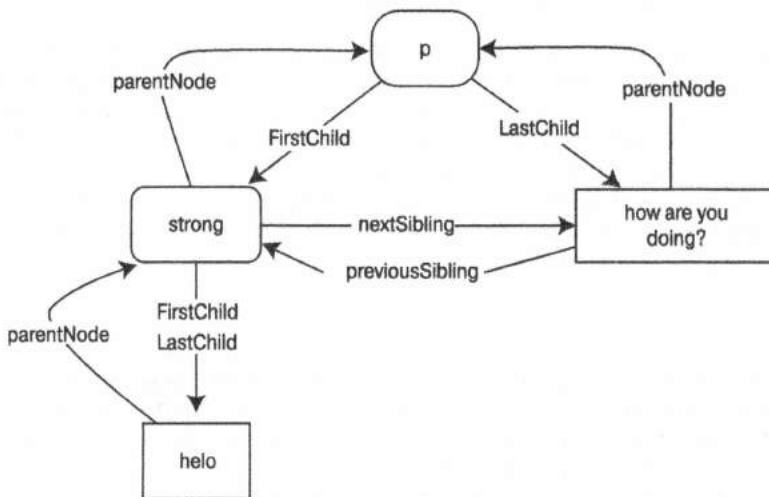 p
parentNode
parentNode
FirstChild
LastChild
strong
nextSibling
how are you
doing?
previousSibling
FirstChild
parentNode
LastChild
helo